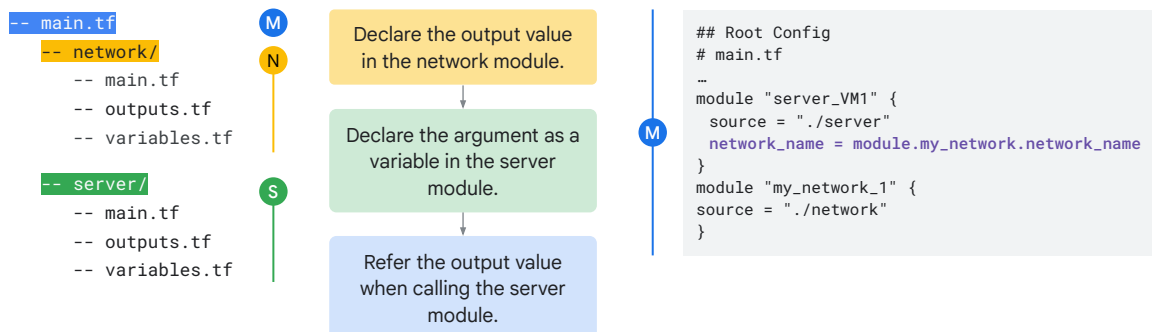 -- main.tf
-- network/
-- main.tf
-- outputs.tf
-- variables.tf
-- server/
-- main.tf
-- outputs.tf
-- variables.tf
M
N
S
Declare the output value
in the network module.
Declare the argument as a
variable in the server
module.
Refer the output value
when calling the server
module.
M
## Root Config
# main.tf
…
module "server_VM1" {
source = "./server"
network_name = module.my_network.network_name
}
module "my_network_1" {
source = "./network"
}